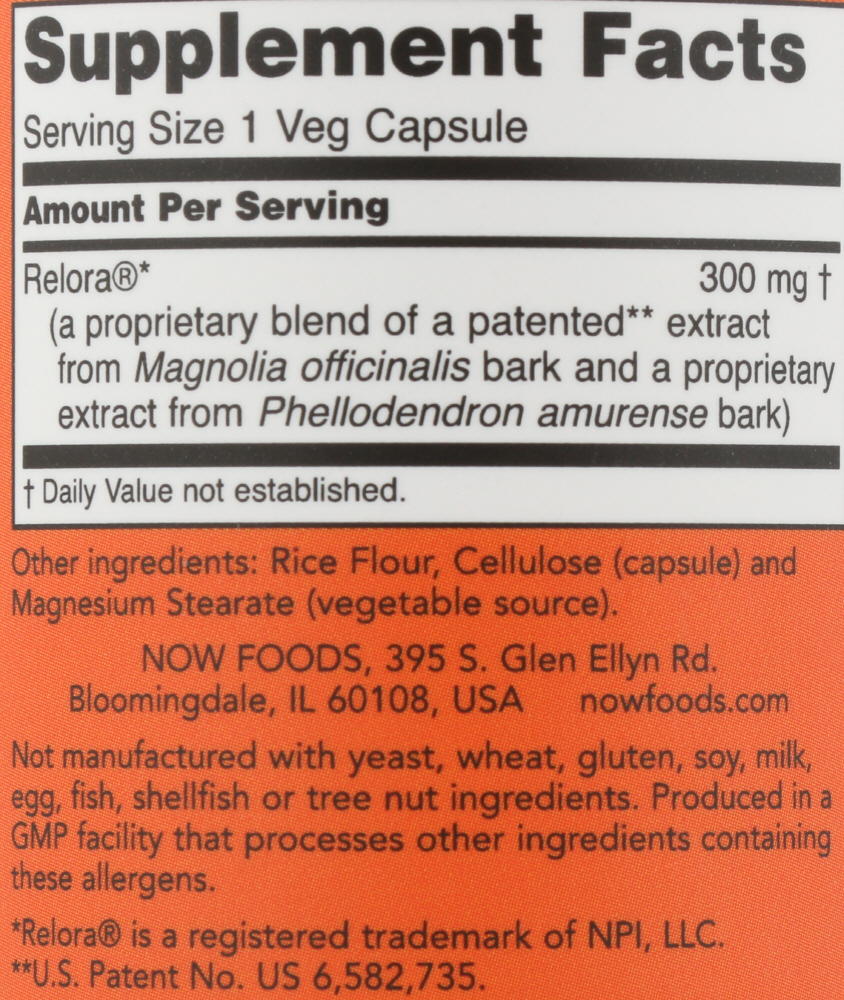 Supplement Facts
Serving Size 1 Veg Capsule
Amount Per Serving
Relora®* 300 mg †
(a proprietary blend of a patented** extract
from Magnolia officinalis bark and a proprietary
extract from Phellodendron amurense bark)
† Daily Value not established.
Other ingredients: Rice Flour, Cellulose (capsule) and
Magnesium Stearate (vegetable source).
NOW FOODS, 395 S. Glen Ellyn Rd.
Bloomingdale, IL 60108, USA nowfoods.com
Not manufactured with yeast, wheat, gluten, soy, milk,
egg, fish, shellfish or tree nut ingredients. Produced in a
GMP facility that processes other ingredients containing
these allergens.
*Relora® is a registered trademark of NPI, LLC.
**U.S. Patent No. US 6,582,735.